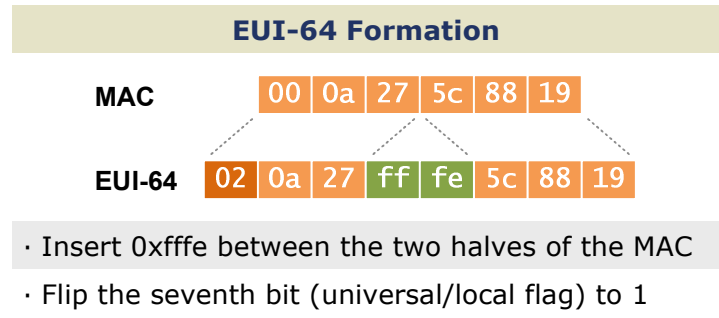 EUI-64 Formation
MAC 00 0a 27 5c 88 19
EUI-64 02 0a 27 ff fe 5c 88 19
· Insert 0xfffe between the two halves of the MAC
· Flip the seventh bit (universal/local flag) to 1